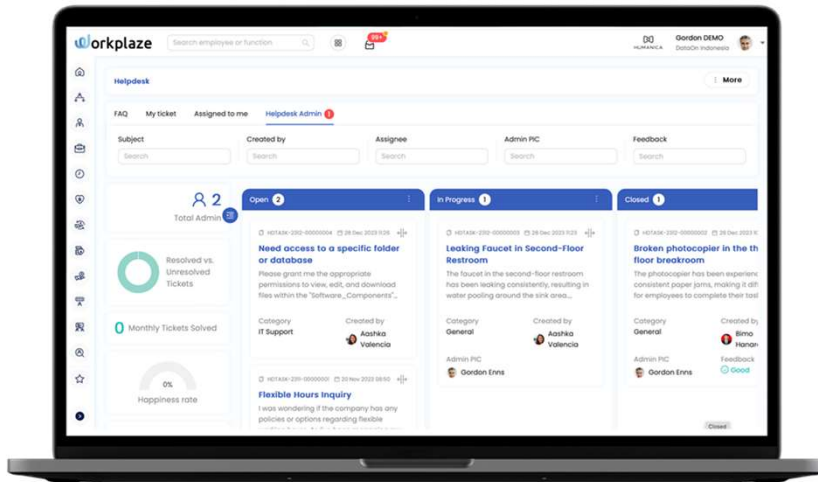 Workplaze
Search employee or function
99+
HUMANICA
Gordon DEMO
DataOn Indonesia
Helpdesk
More
FAQ
My ticket
Assigned to me
Helpdesk Admin 1
Subject
Created by
Assignee
Admin PIC
Feedback
Search
Search
Search
Search
Search
2
Total Admin
Resolved vs.
Unresolved
Tickets
0 Monthly Tickets Solved
0%
Happiness rate
Open 2
HDTASK-2312-00000004 26 Dec 2023 11:26
Need access to a specific folder
or database
Please grant me the appropriate
permissions to view, edit, and download
files within the "Software_Components"...
Category
IT Support
Created by
Aashka
Valencia
HDTASK-2311-00000001 20 Nov 2023 08:50
Flexible Hours Inquiry
I was wondering if the company has any
policies or options regarding flexible
In Progress 1
HDTASK-2312-00000003 26 Dec 2023 11:23
Leaking Faucet in Second-Floor
Restroom
The faucet in the second-floor restroom
has been leaking consistently, resulting in
water pooling around the sink area....
Category
General
Created by
Aashka
Valencia
Admin PIC
Gordon Enns
Closed 1
HDTASK-2312-00000002 26 Dec 2023
Broken photocopier in the th
floor breakroom
The photocopier has been experienc
consistent paper jams, making it diff
for employees to complete their tas
Category
General
Created by
Bimo
Hanar
Admin PIC
Gordon Enns
Feedback
Good
Closed